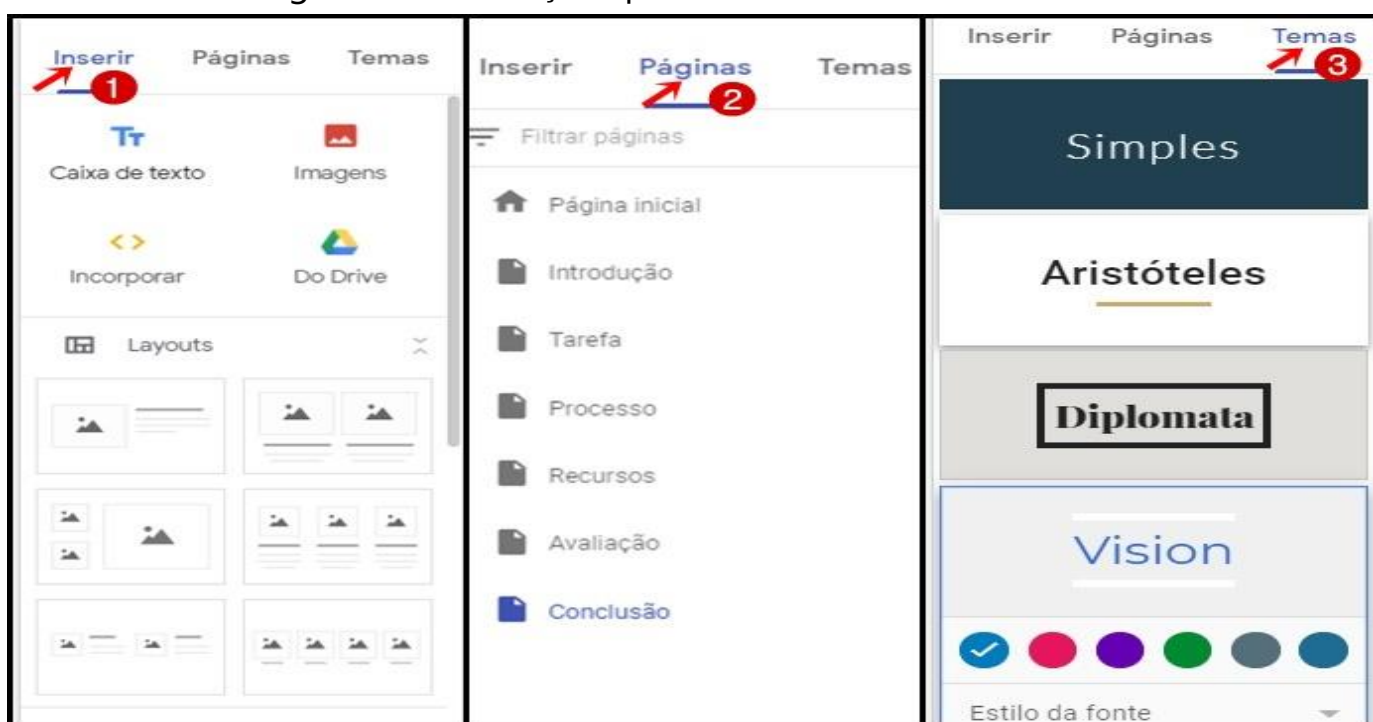 Inserir Páginas Temas
1
Caixa de texto Imagens
Incorporar Do Drive
Layouts
Inserir Páginas Temas
2
Filtrar páginas
Página inicial
Introdução
Tarefa
Processo
Recursos
Avaliação
Conclusão
Inserir Páginas Temas
3
Simples
Aristóteles
Diplomata
Vision
Estilo da fonte